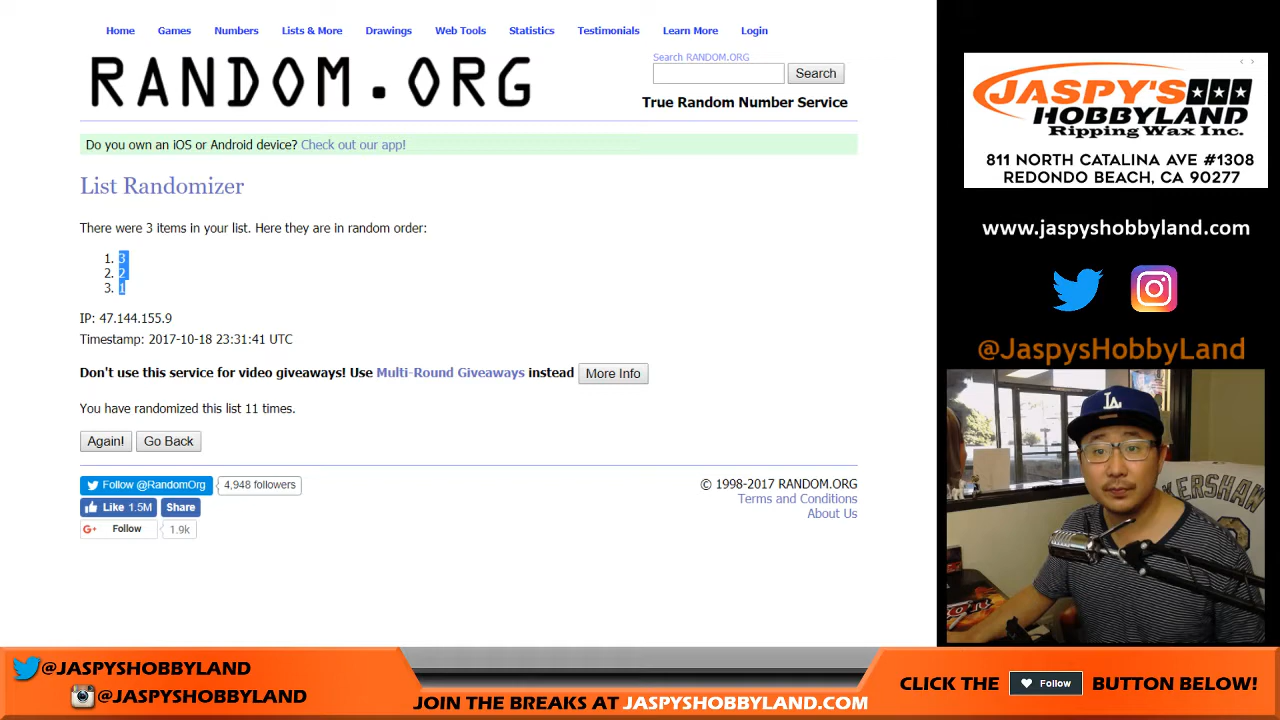 Home Games Numbers Lists & More Drawings Web Tools Statistics Testimonials Learn More Login
RANDOM.ORG
Search RANDOM.ORG
Search
True Random Number Service
Do you own an iOS or Android device? Check out our app!
List Randomizer
There were 3 items in your list. Here they are in random order:
1. 3
2. 2
3. 1
IP: 47.144.155.9
Timestamp: 2017-10-18 23:31:41 UTC
Don't use this service for video giveaways! Use Multi-Round Giveaways instead More Info
You have randomized this list 11 times.
Again! Go Back
Follow @RandomOrg 4,948 followers
Like 1.5M Share
G+ Follow 1.9k
© 1998-2017 RANDOM.ORG
Terms and Conditions
About Us
JASPY'S
HOBBYLAND
Ripping Wax Inc.
811 NORTH CATALINA AVE #1308
REDONDO BEACH, CA 90277
www.jaspyshobbyland.com
@JaspysHobbyLand
LA
KERSHAW
@JASPYSHOBBYLAND
@JASPYSHOBBYLAND
JOIN THE BREAKS AT JASPYSHOBBYLAND.COM
CLICK THE Follow BUTTON BELOW!